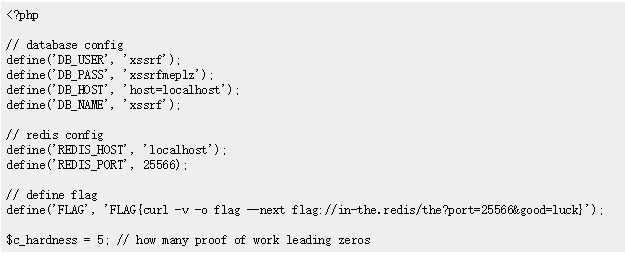 <?php
// database config
define('DB_USER', 'xssrf');
define('DB_PASS', 'xssrfmeplz');
define('DB_HOST', 'host=localhost');
define('DB_NAME', 'xssrf');
// redis config
define('REDIS_HOST', 'localhost');
define('REDIS_PORT', 25566);
// define flag
define('FLAG', 'FLAG{curl -v -o flag --next flag://in-the.redis/the?port=25566&good=luck}');
$c_hardness = 5; // how many proof of work leading zeros